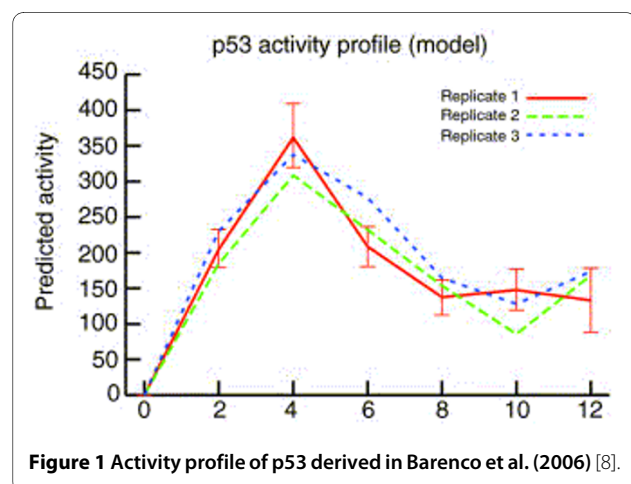 p53 activity profile (model)
450
400
350
300
250
200
150
100
50
0
Predicted activity
Replicate 1
Replicate 2
Replicate 3
0 2 4 6 8 10 12
Figure 1 Activity profile of p53 derived in Barenco et al. (2006) [8].